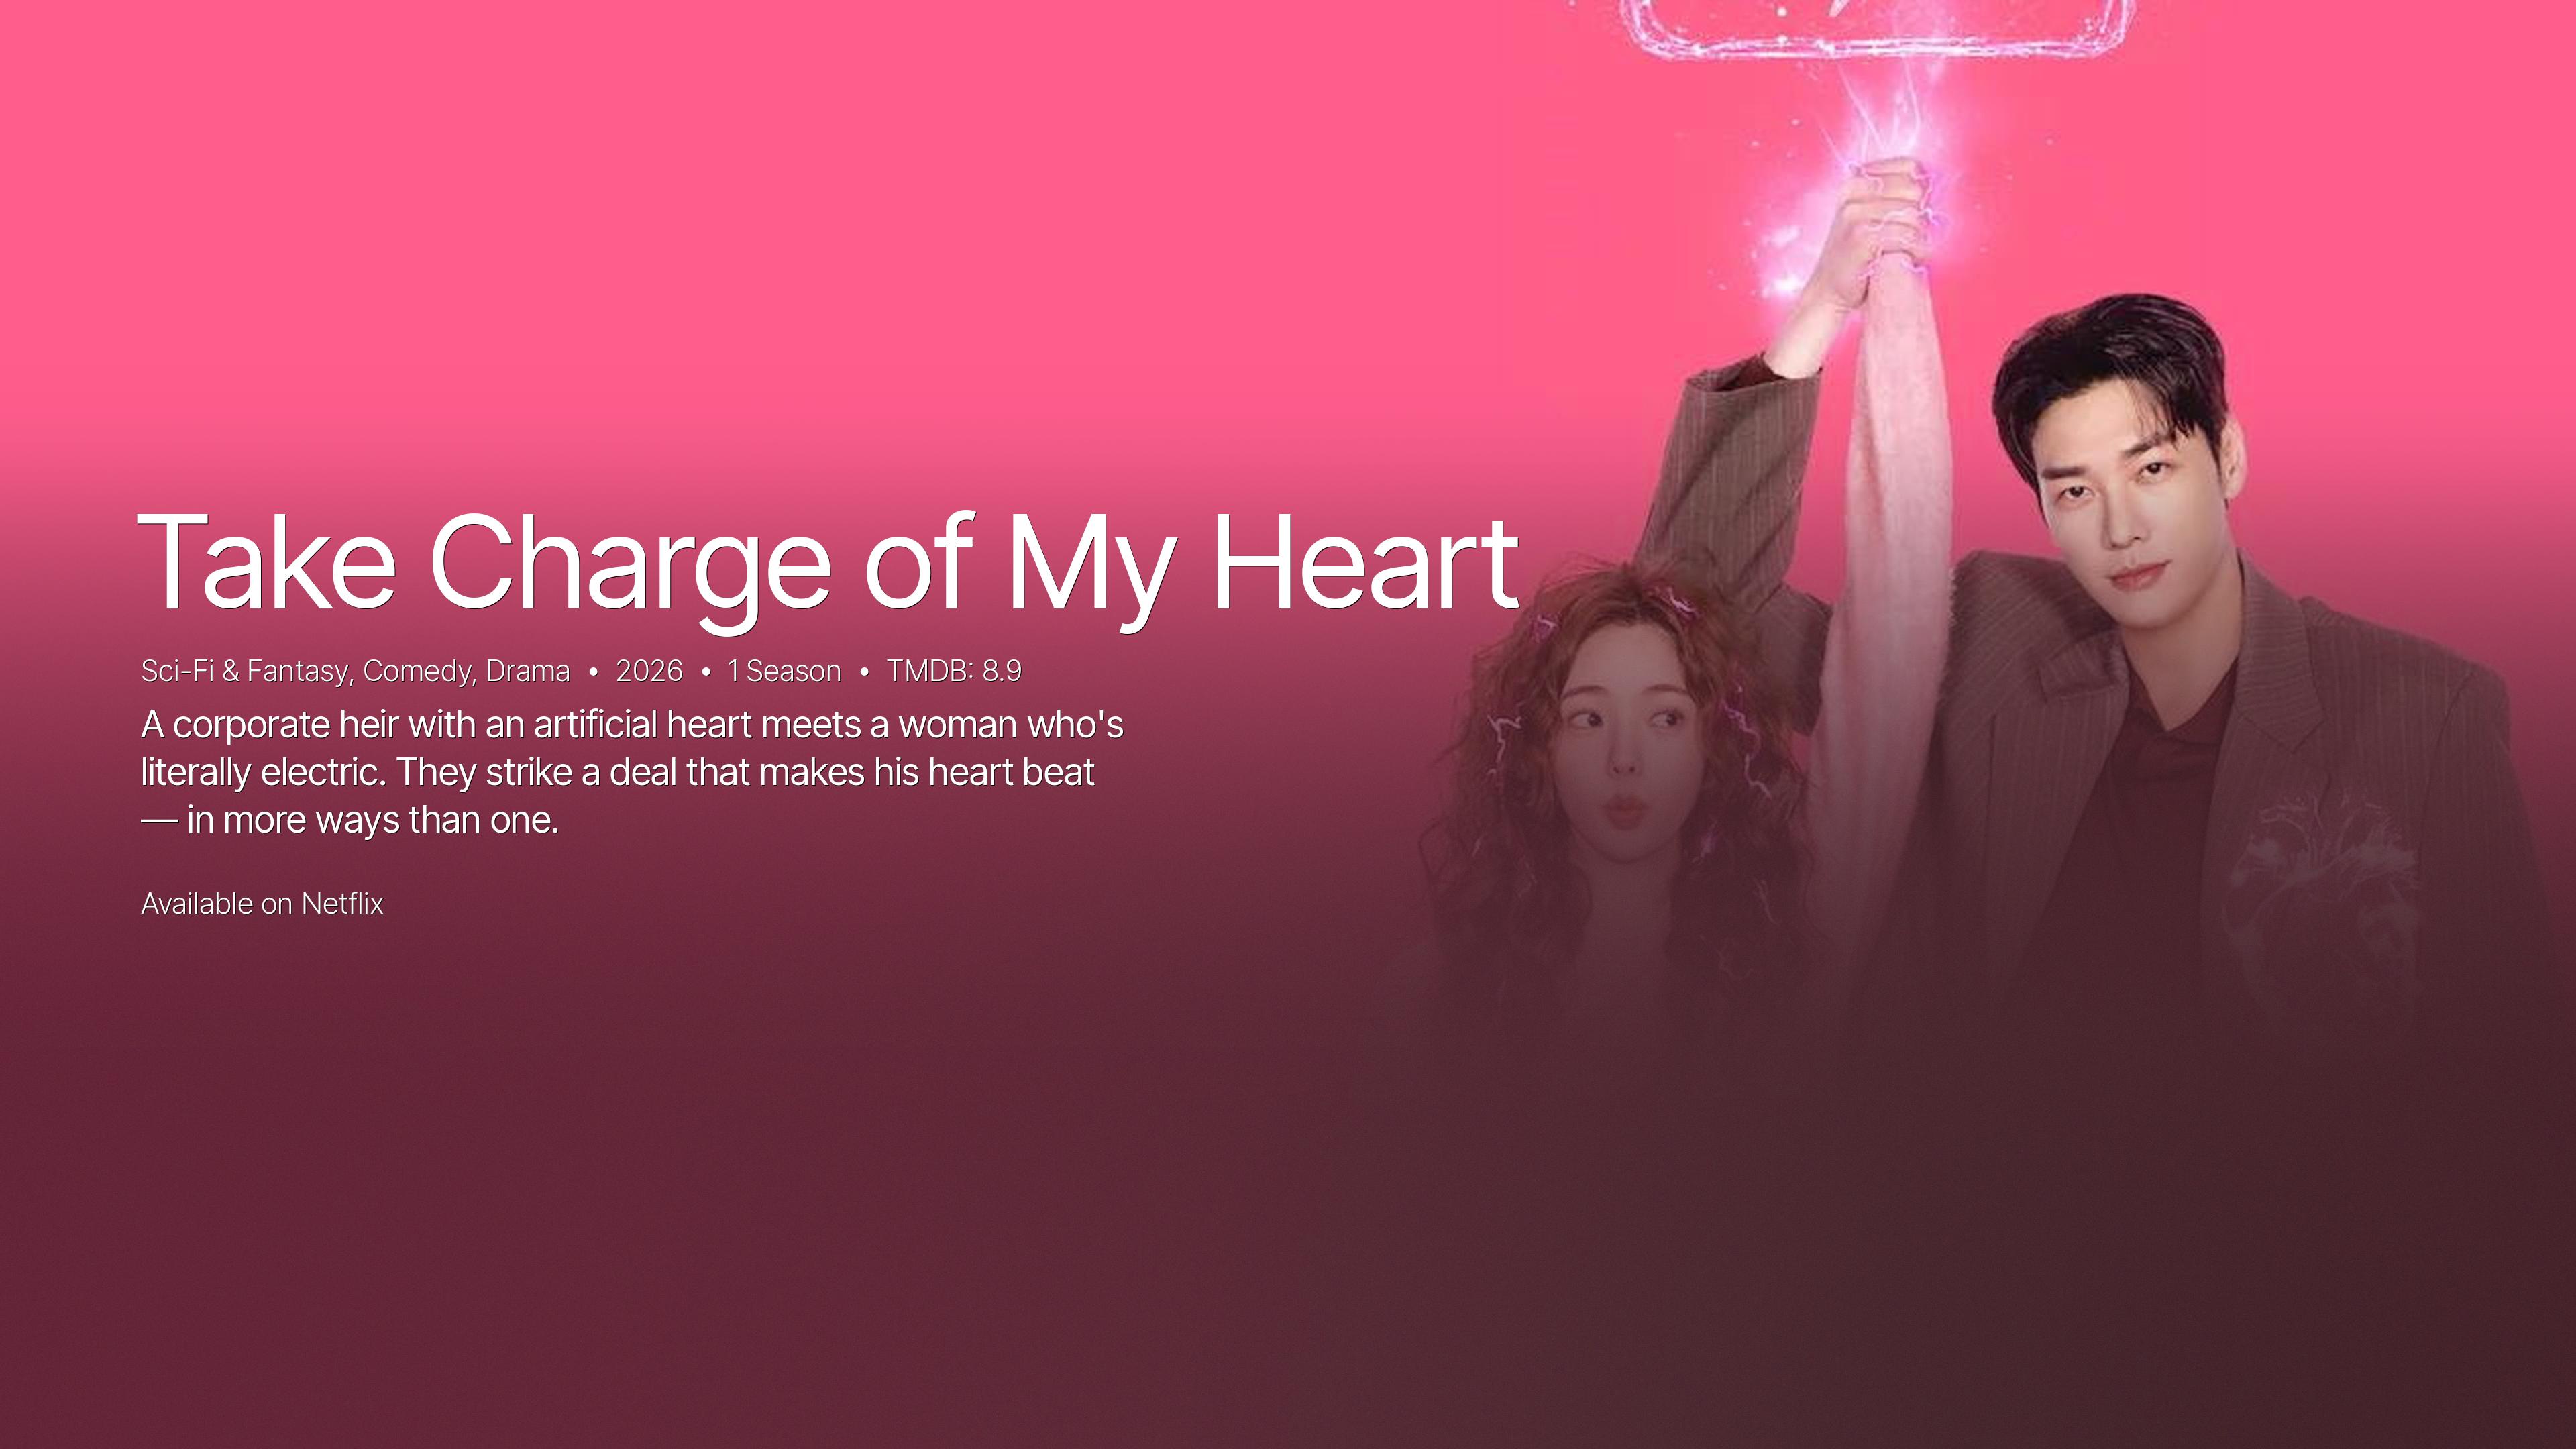 Take Charge of My Heart
Sci-Fi & Fantasy, Comedy, Drama • 2026 • 1 Season • TMDB: 8.9
A corporate heir with an artificial heart meets a woman who's
literally electric. They strike a deal that makes his heart beat
— in more ways than one.
Available on Netflix